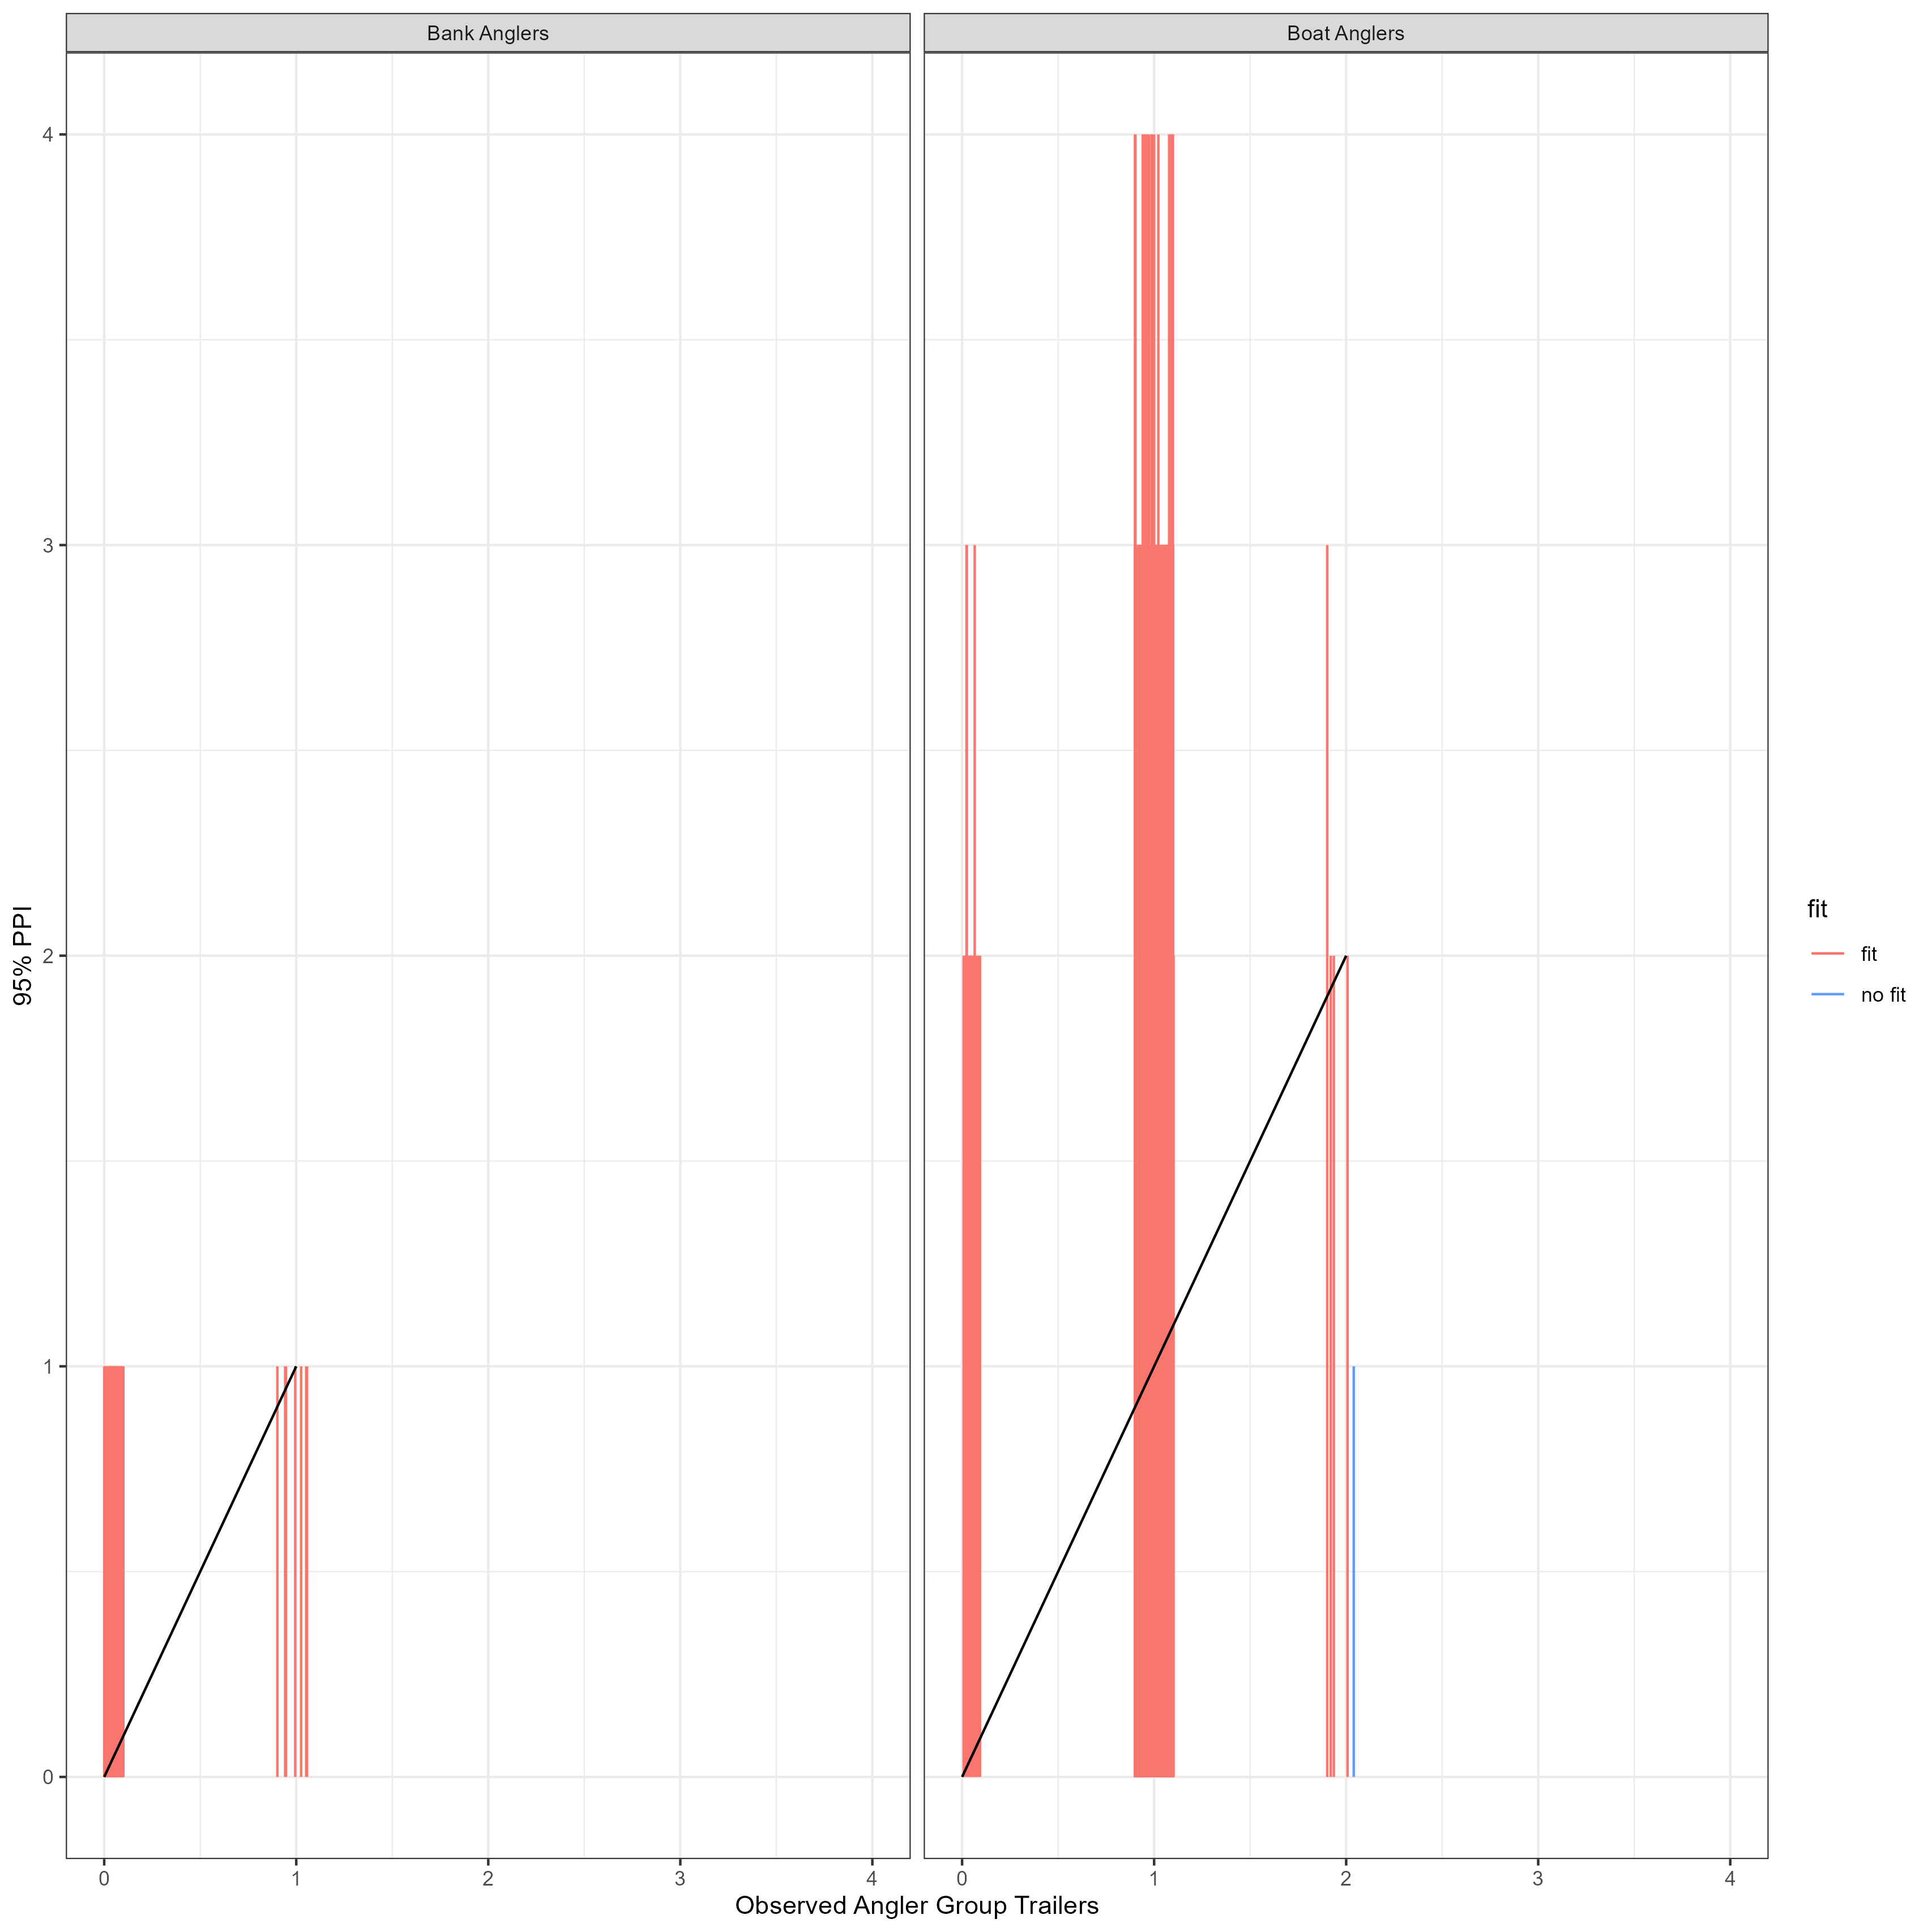 Bank Anglers
Boat Anglers
95% PPI
4
3
2
1
0
0 1 2 3 4
0 1 2 3 4
Observed Angler Group Trailers
fit
fit
no fit